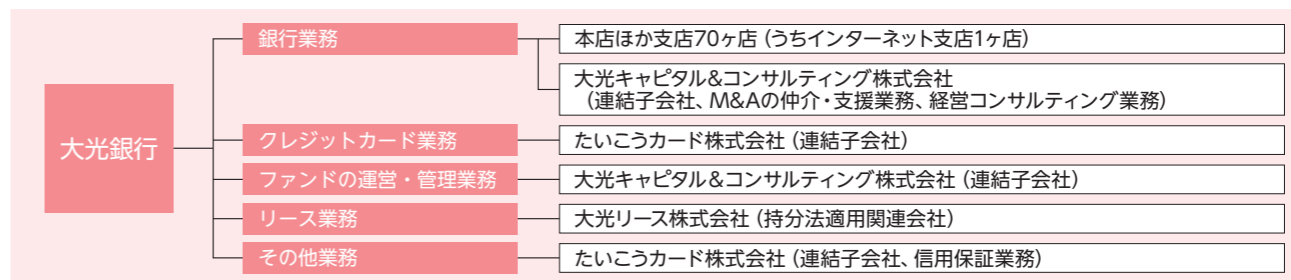 大光銀行
銀行業務
本店ほか支店70ヶ店（うちインターネット支店1ヶ店）
大光キャピタル&コンサルティング株式会社
（連結子会社、M&Aの仲介・支援業務、経営コンサルティング業務）
クレジットカード業務
たいこうカード株式会社（連結子会社）
ファンドの運営・管理業務
大光キャピタル&コンサルティング株式会社（連結子会社）
リース業務
大光リース株式会社（持分法適用関連会社）
その他業務
たいこうカード株式会社（連結子会社、信用保証業務）